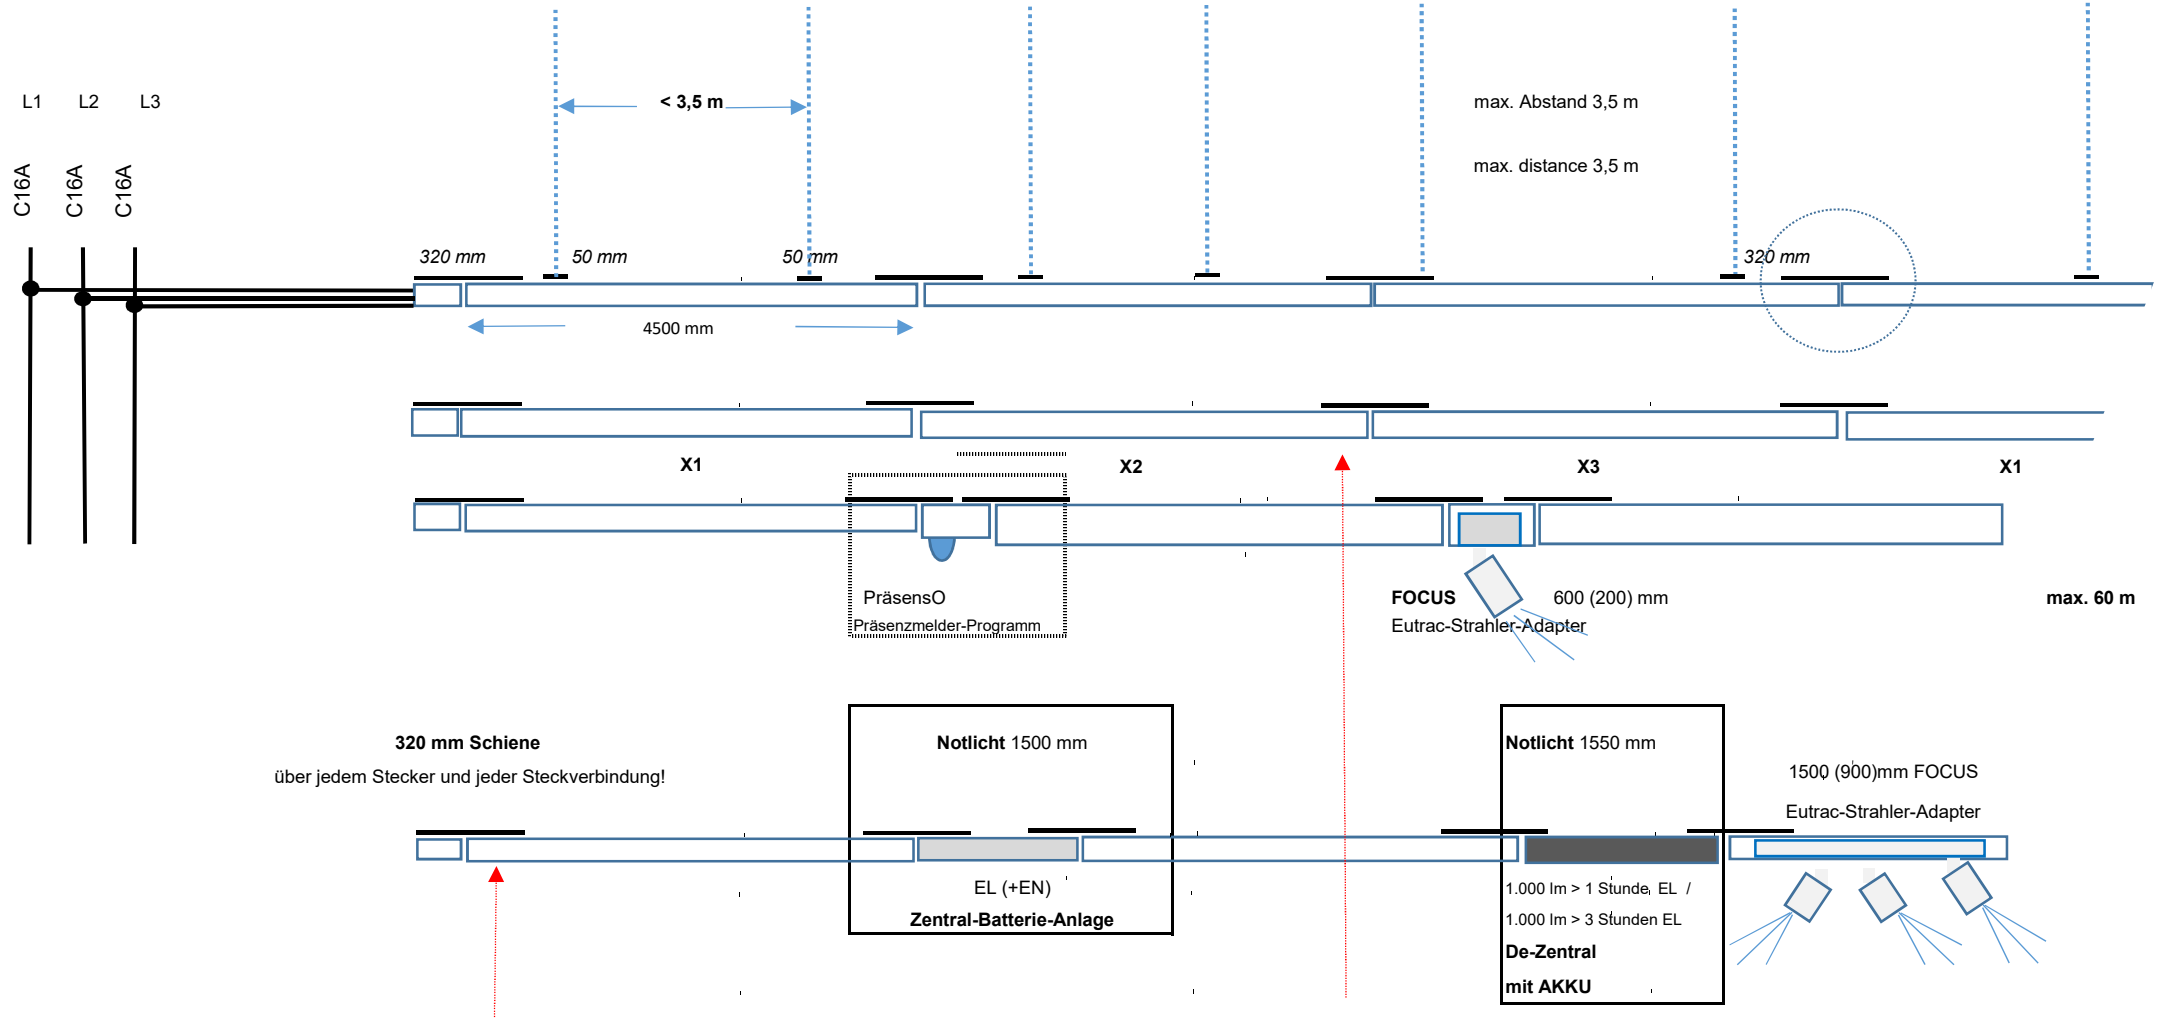 L1 L2 L3
< 3,5 m
max. Abstand 3,5 m
max. distance 3,5 m
C16A C16A C16A
320 mm 50 mm 50 mm 320 mm
4500 mm
X1 X2 X3 X1
PräsensO
Präsenzmelder-Programm
FOCUS 600 (200) mm
Eutrac-Strahler-Adapter
max. 60 m
320 mm Schiene
über jedem Stecker und jeder Steckverbindung!
Notlicht 1500 mm
EL (+EN)
Zentral-Batterie-Anlage
Notlicht 1550 mm
1.000 lm > 1 Stunde EL /
1.000 lm > 3 Stunden EL
De-Zentral
mit AKKU
1500 (900)mm FOCUS
Eutrac-Strahler-Adapter